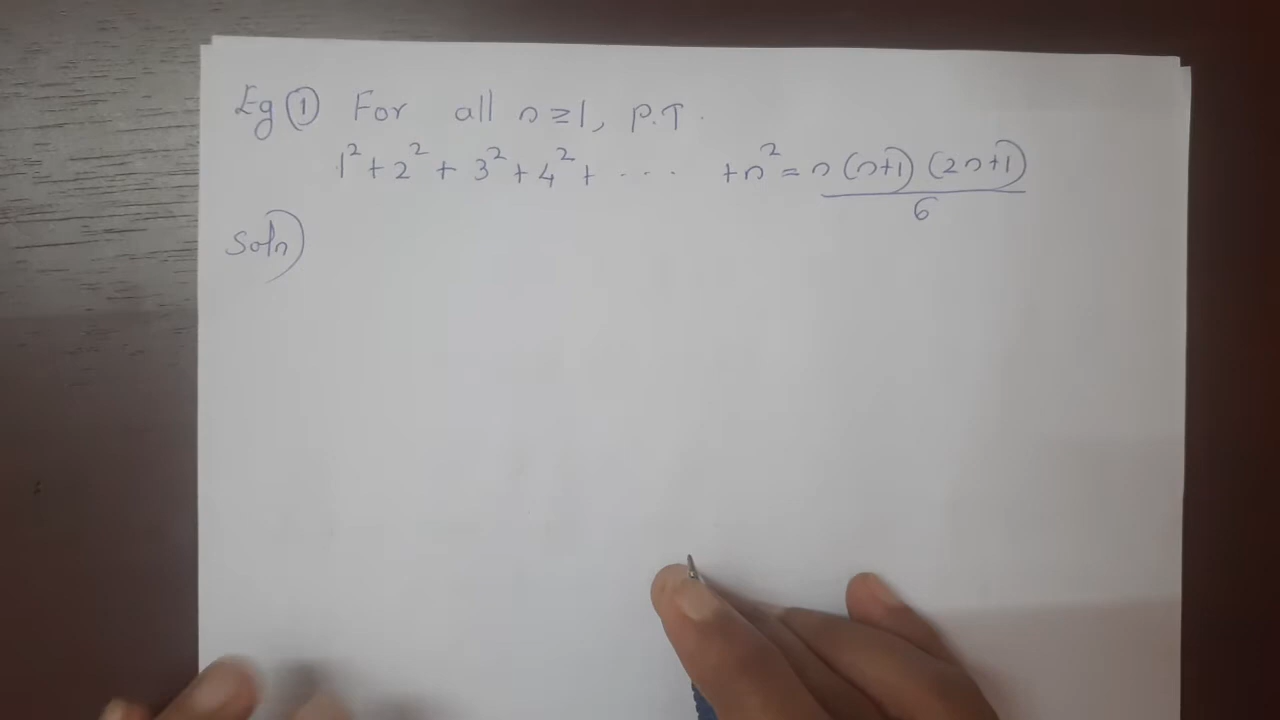 Eg ① For all n ≥ 1, P.T.
1² + 2² + 3² + 4² + ... + n² = n (n+1) (2n+1)
6
Soln)